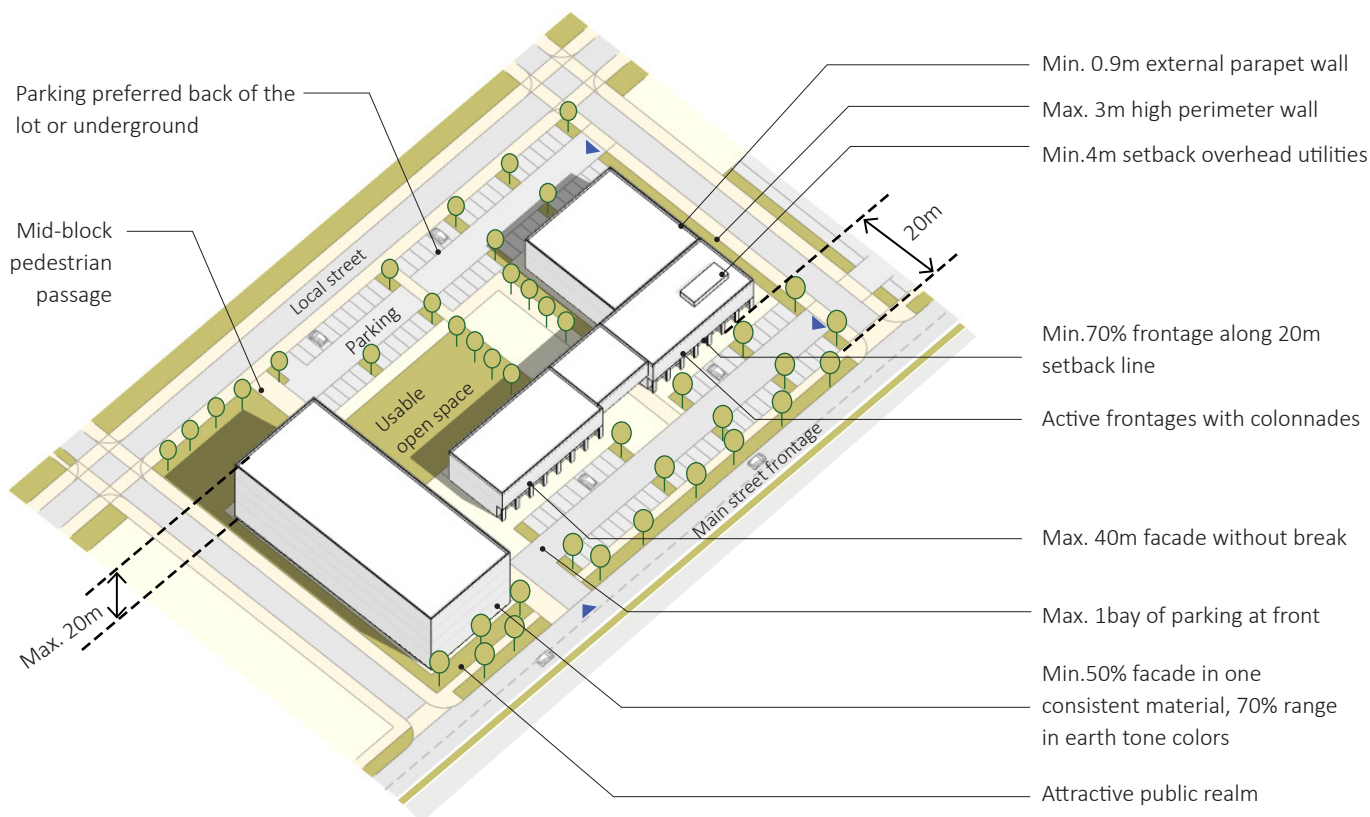 Parking preferred back of the
lot or underground
Mid-block
pedestrian
passage
Local street
Parking
Usable
open space
Main street frontage
Max. 20m
20m
Min. 0.9m external parapet wall
Max. 3m high perimeter wall
Min.4m setback overhead utilities
Min.70% frontage along 20m
setback line
Active frontages with colonnades
Max. 40m facade without break
Max. 1bay of parking at front
Min.50% facade in one
consistent material, 70% range
in earth tone colors
Attractive public realm